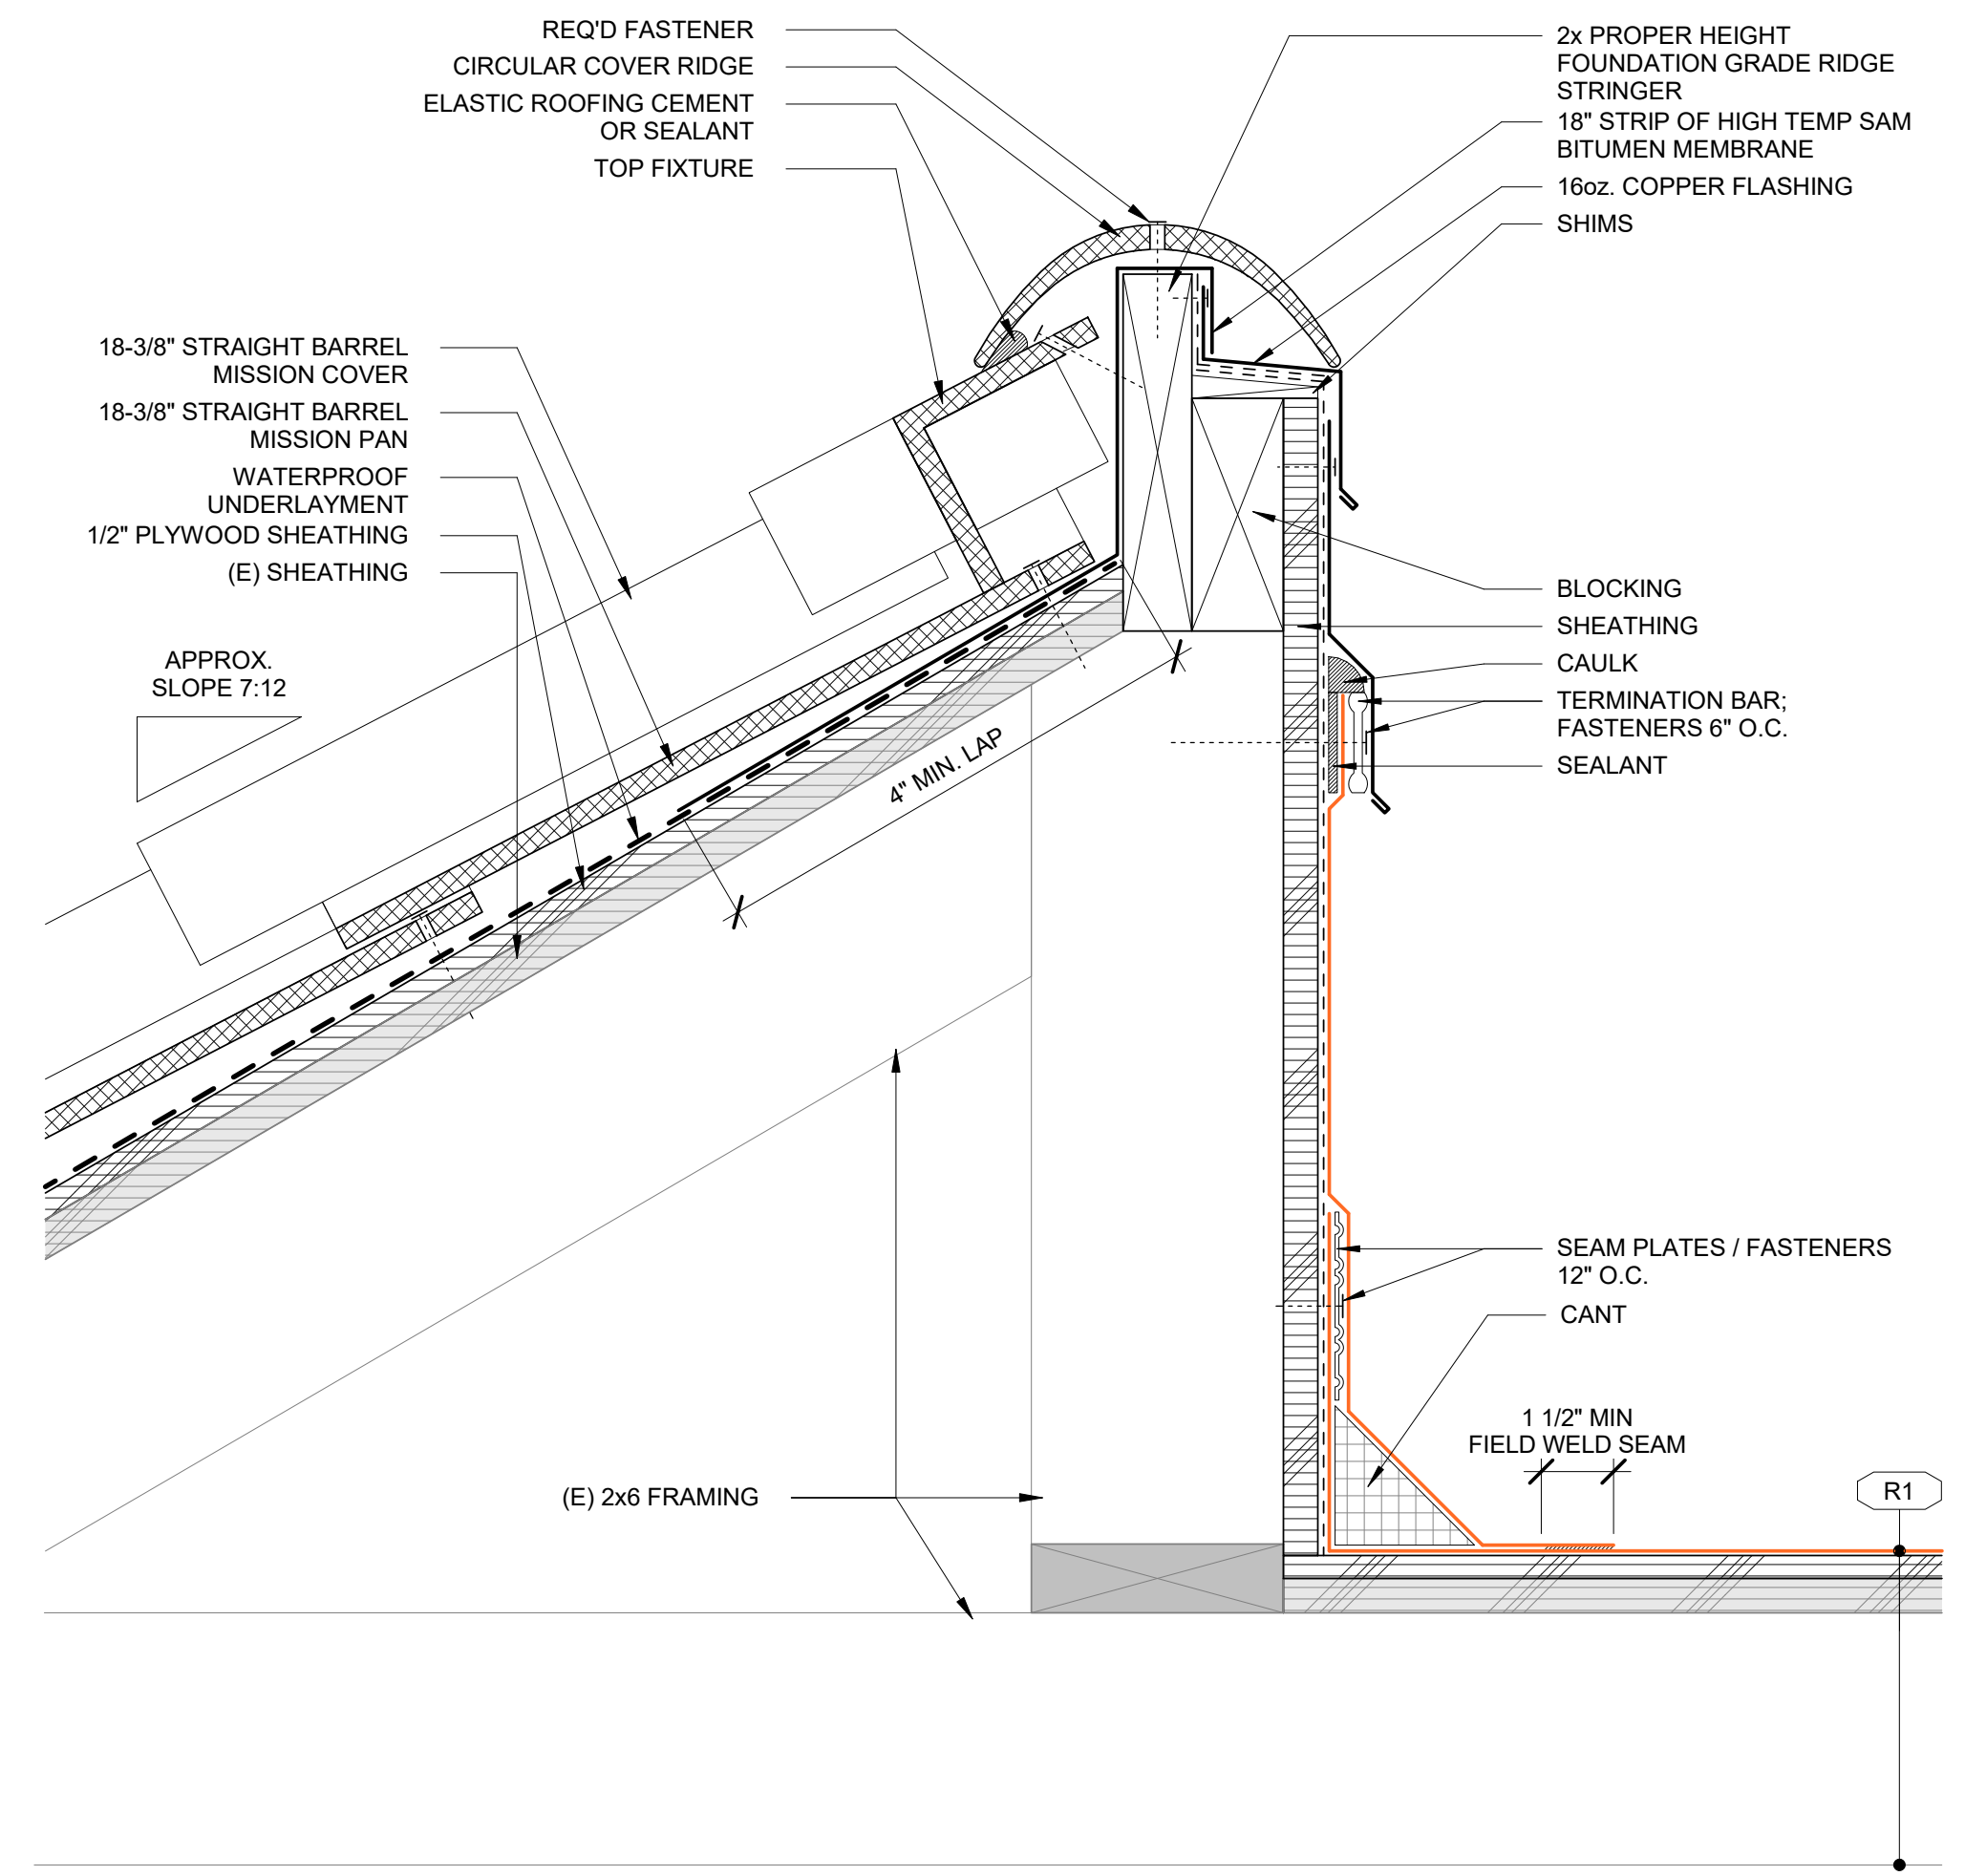 REQ'D FASTENER
CIRCULAR COVER RIDGE
ELASTIC ROOFING CEMENT
OR SEALANT
TOP FIXTURE
2x PROPER HEIGHT
FOUNDATION GRADE RIDGE
STRINGER
18" STRIP OF HIGH TEMP SAM
BITUMEN MEMBRANE
16oz. COPPER FLASHING
SHIMS
18-3/8" STRAIGHT BARREL
MISSION COVER
18-3/8" STRAIGHT BARREL
MISSION PAN
WATERPROOF
UNDERLAYMENT
1/2" PLYWOOD SHEATHING
(E) SHEATHING
APPROX.
SLOPE 7:12
4" MIN. LAP
BLOCKING
SHEATHING
CAULK
TERMINATION BAR;
FASTENERS 6" O.C.
SEALANT
SEAM PLATES / FASTENERS
12" O.C.
CANT
1 1/2" MIN
FIELD WELD SEAM
(E) 2x6 FRAMING
R1